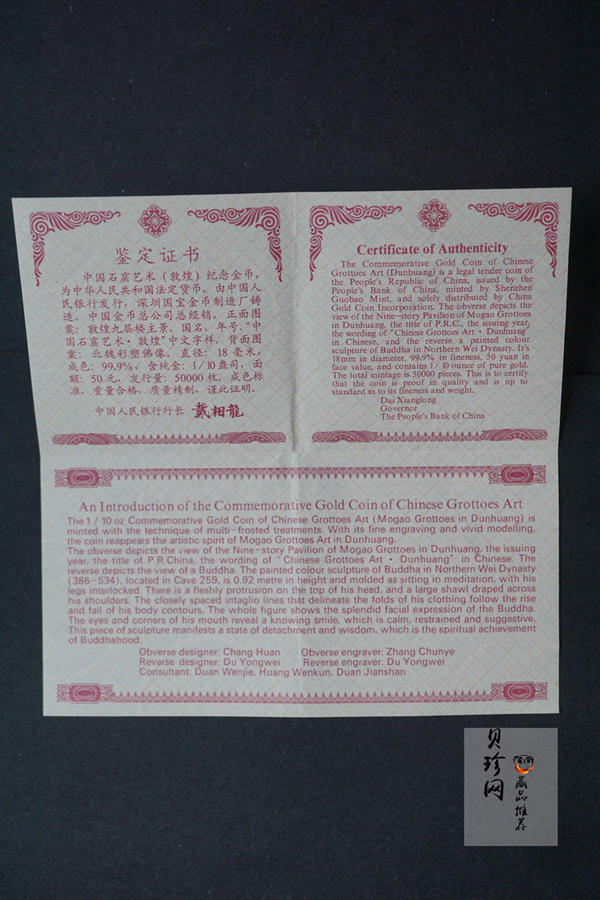 鉴定证书
中国石窟艺术（敦煌）纪念金币，
为中华人民共和国法定货币。由中国人
民银行发行，深圳国宝金币制造厂铸
造，中国金币总公司总经销。正面图
案：敦煌九层楼主景，国名，年号，“中
国石窟艺术·敦煌”中文字样，背面图
案：北魏彩塑佛像。直径：18 毫米，
成色：99.9%，含纯金：1/10盎司，面
额：50元，发行量：50000枚。成色标
准，重量合格，质量精制，谨此证明。
中国人民银行行长 戴相龍
Certificate of Authenticity
The Commemorative Gold Coin of Chinese
Grottoes Art (Dunhuang) is a legal tender coin of
the People's Republic of China, issued by the
People's Bank of China, minted by Shenzhen
Guobao Mint, and solely distributed by China
Gold Coin Incorporation. The obverse depicts the
view of the Nine-story Pavilion of Mogao Grottoes
in Dunhuang, the title of P.R.C., the issuing year,
the wording of "Chinese Grottoes Art · Dunhuang"
in Chinese, and the reverse a painted colour
sculpture of Buddha in Northern Wei Dynasty. It's
18mm in diameter, 99.9% in fineness, 50 yuan in
face value, and contains 1/10 ounce of pure gold.
The total mintage is 50000 pieces. This is to certify
that the coin is proof in quality and is up to
standard as to its fineness and weight.
Dai Xianglong
Governor
The People's Bank of China
An Introduction of the Commemorative Gold Coin of Chinese Grottoes Art
The 1/10 oz Commemorative Gold Coin of Chinese Grottoes Art (Mogao Grottoes in Dunhuang) is
minted with the technique of multi-frosted treatments. With its fine engraving and vivid modelling,
the coin reappears the artistic spirit of Mogao Grottoes Art in Dunhuang.
The obverse depicts the view of the Nine-story Pavilion of Mogao Grottoes in Dunhuang, the issuing
year, the title of P.R.China, the wording of "Chinese Grottoes Art · Dunhuang" in Chinese. The
reverse depicts the view of a Buddha. The painted colour sculpture of Buddha in Northern Wei Dynasty
(386-534), located in Cave 259, is 0.92 metre in height and molded as sitting in meditation, with his
legs interlocked. There is a fleshly protrusion on the top of his head, and a large shawl draped across
his shoulders. The closely spaced intaglio lines that delineate the folds of his clothing follow the rise
and fall of his body contours. The whole figure shows the splendid facial expression of the Buddha.
The eyes and corners of his mouth reveal a knowing smile, which is calm, restrained and suggestive.
This piece of sculpture manifests a state of detachment and wisdom, which is the spiritual achievement
of Buddhahood.
Obverse designer: Chang Huan Obverse engraver: Zhang Chunye
Reverse designer: Du Yongwei Reverse engraver: Du Yongwei
Consultant: Duan Wenjie, Huang Wenkun, Duan Jianshan
贝珍网
藏品推荐